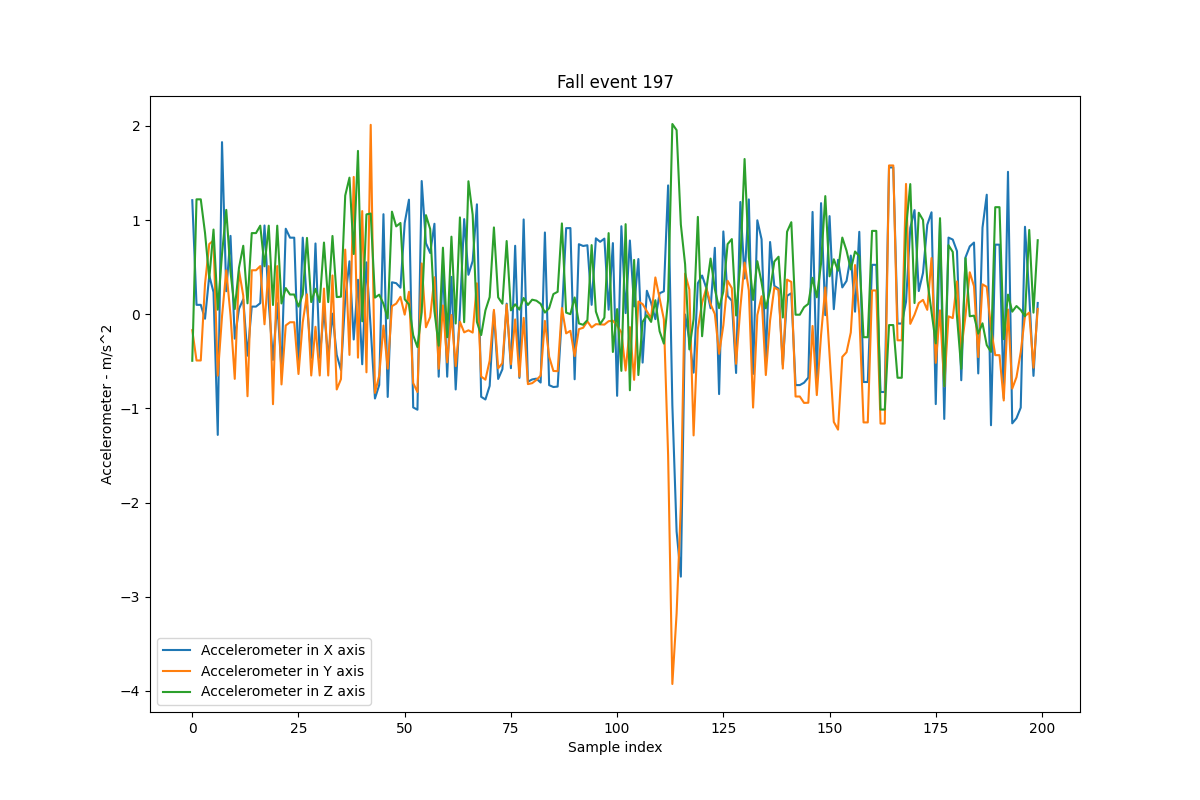 Fall event 197
Accelerometer - m/s^2
2
1
0
−1
−2
−3
−4
Accelerometer in X axis
Accelerometer in Y axis
Accelerometer in Z axis
0 25 50 75 100 125 150 175 200
Sample index